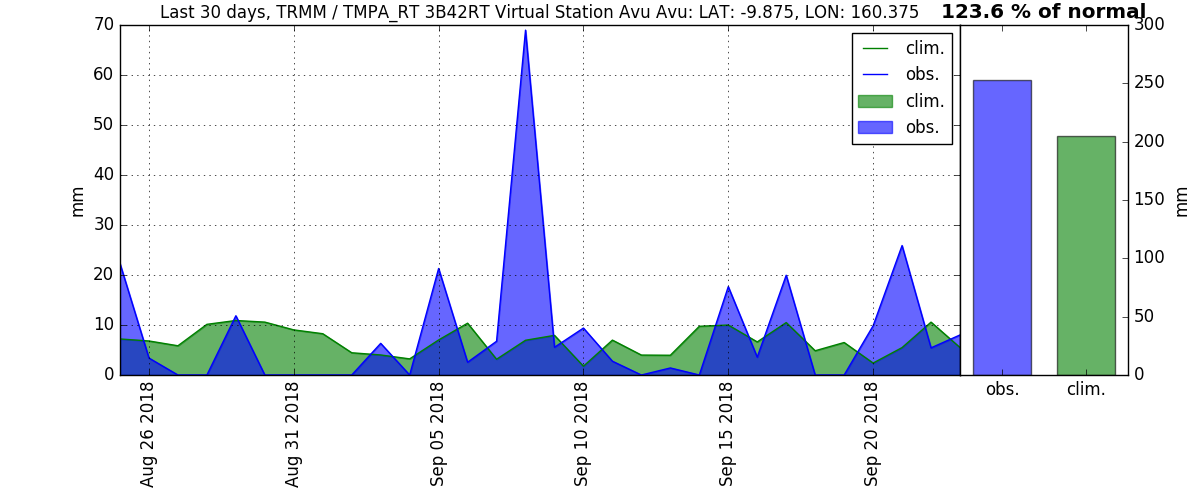 Last 30 days, TRMM / TMPA_RT 3B42RT Virtual Station Avu Avu: LAT: -9.875, LON: 160.375
123.6 % of normal
70
60
50
40
30
20
10
0
mm
clim.
obs.
clim.
obs.
300
250
200
150
100
50
0
mm
obs.
clim.
Aug 26 2018
Aug 31 2018
Sep 05 2018
Sep 10 2018
Sep 15 2018
Sep 20 2018